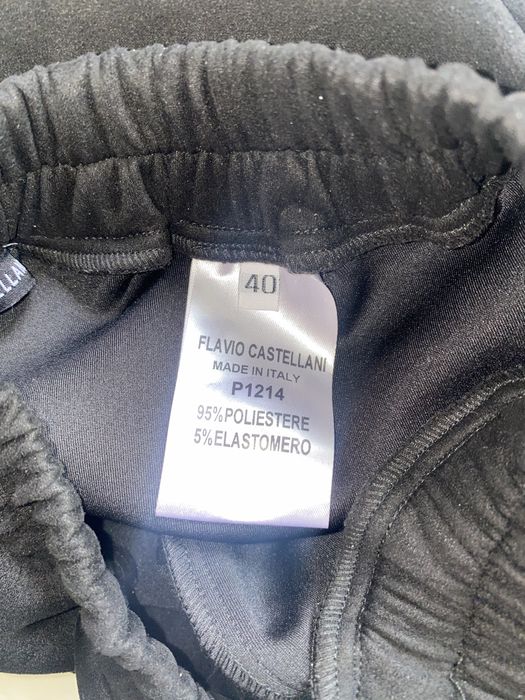 40
FLAVIO CASTELLANI
MADE IN ITALY
P1214
95%POLIESTERE
5%ELASTOMERO